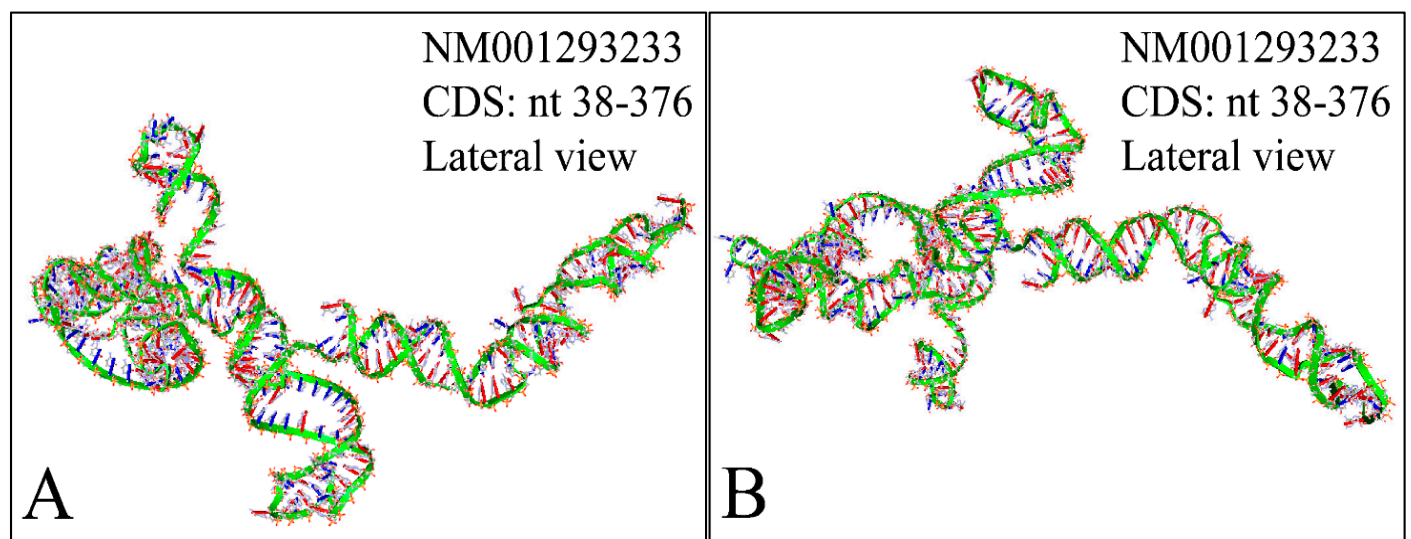 NM001293233
CDS: nt 38-376
Lateral view
A
NM001293233
CDS: nt 38-376
Lateral view
B